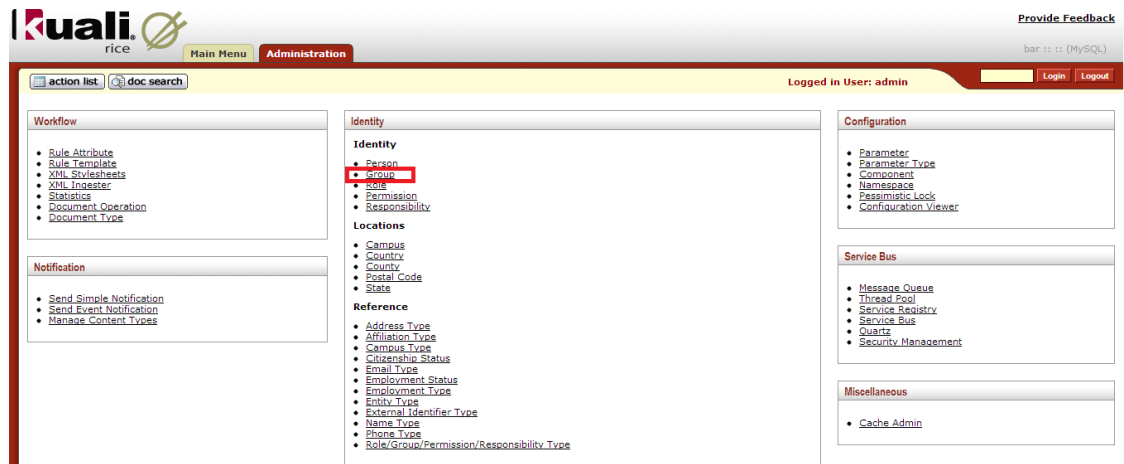 kuali
rice
Provide Feedback
Main Menu
Administration
bar :: :: (MySQL)
action list
doc search
Logged in User: admin
Login
Logout
Workflow
Rule Attribute
Rule Template
XML Stylesheets
XML Ingester
Statistics
Document Operation
Document Type
Notification
Send Simple Notification
Send Event Notification
Manage Content Types
Identity
Identity
Person
Group
Role
Permission
Responsibility
Locations
Campus
Country
County
Postal Code
State
Reference
Address Type
Affiliation Type
Campus Type
Citizenship Status
Email Type
Employment Status
Employment Type
Entity Type
External Identifier Type
Name Type
Phone Type
Role/Group/Permission/Responsibility Type
Configuration
Parameter
Parameter Type
Component
Namespace
Pessimistic Lock
Configuration Viewer
Service Bus
Message Queue
Thread Pool
Service Registry
Service Bus
Quartz
Security Management
Miscellaneous
Cache Admin